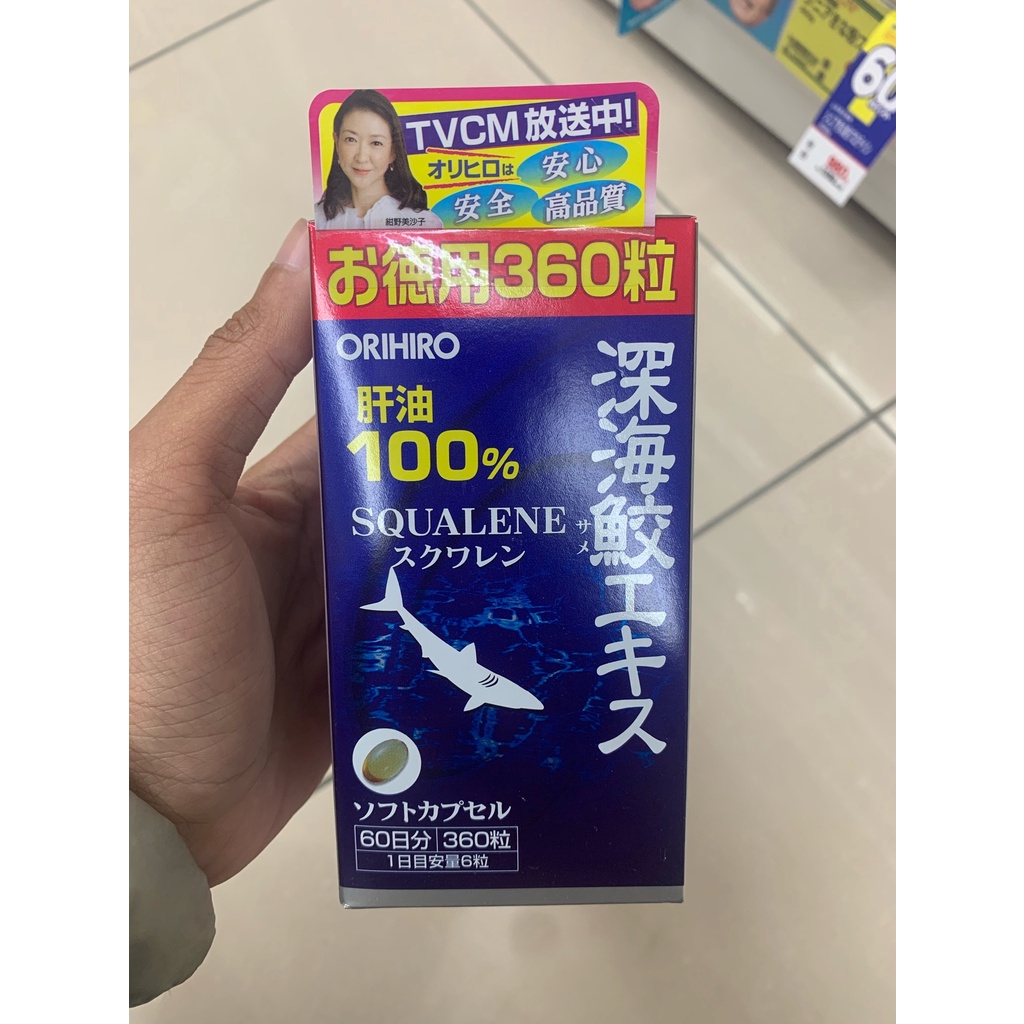 TVCM放送中!
オリヒロは
安心
安全
高品質
紺野美沙子
お徳用360粒
ORIHIRO
肝油
100%
SQUALENE
スクワレン
深海鮫エキス
サメ
ソフトカプセル
60日分 360粒
1日目安量6粒
60